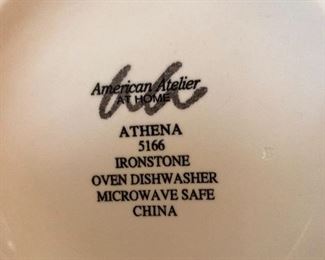 American Atelier
AT HOME
ATHENA
5166
IRONSTONE
OVEN DISHWASHER
MICROWAVE SAFE
CHINA